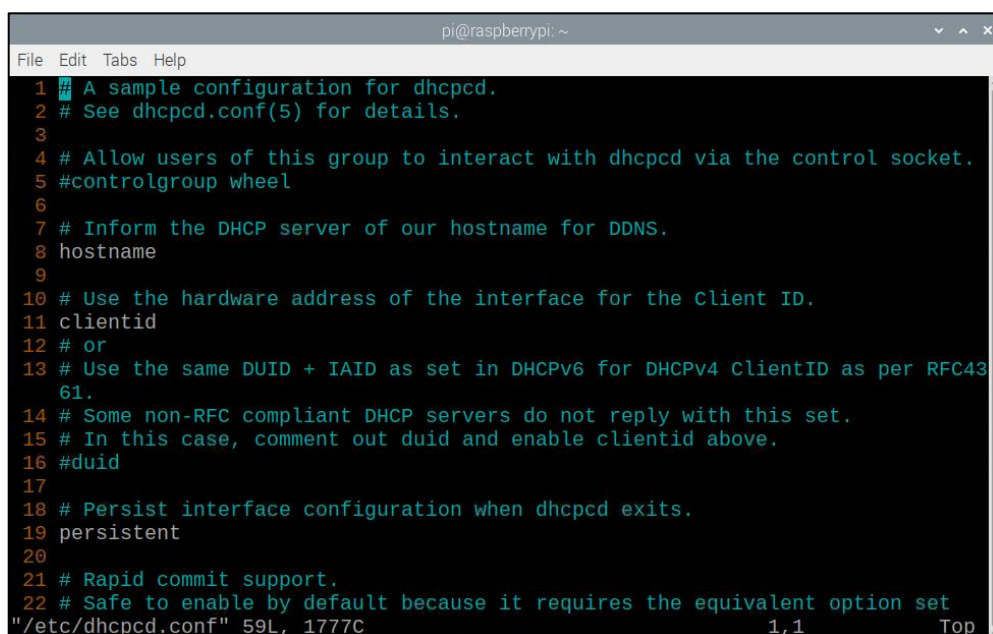 pi@raspberrypi: ~
File Edit Tabs Help
1 # A sample configuration for dhcpcd.
2 # See dhcpcd.conf(5) for details.
3
4 # Allow users of this group to interact with dhcpcd via the control socket.
5 #controlgroup wheel
6
7 # Inform the DHCP server of our hostname for DDNS.
8 hostname
9
10 # Use the hardware address of the interface for the Client ID.
11 clientid
12 # or
13 # Use the same DUID + IAID as set in DHCPv6 for DHCPv4 ClientID as per RFC43
61.
14 # Some non-RFC compliant DHCP servers do not reply with this set.
15 # In this case, comment out duid and enable clientid above.
16 #duid
17
18 # Persist interface configuration when dhcpcd exits.
19 persistent
20
21 # Rapid commit support.
22 # Safe to enable by default because it requires the equivalent option set
"/etc/dhcpcd.conf" 59L, 1777C 1,1 Top